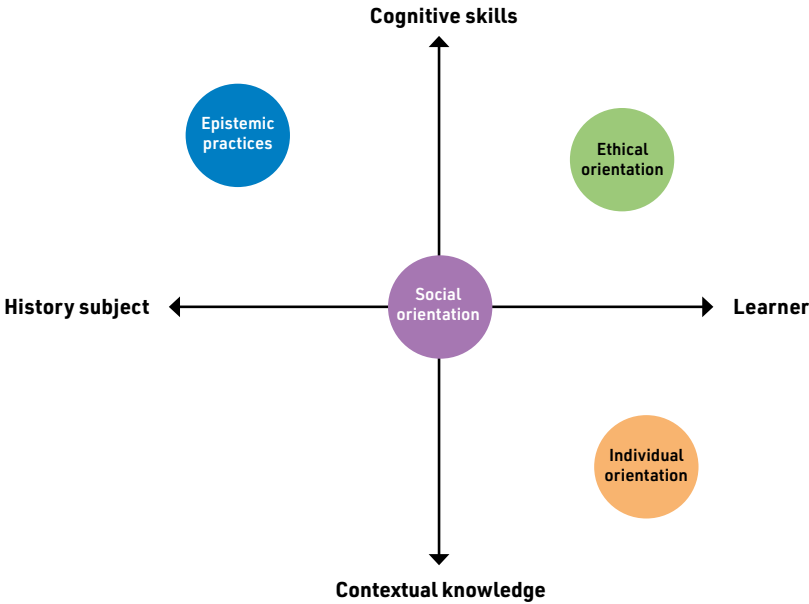 Cognitive skills
Epistemic
practices
Ethical
orientation
Social
orientation
History subject
Learner
Individual
orientation
Contextual knowledge